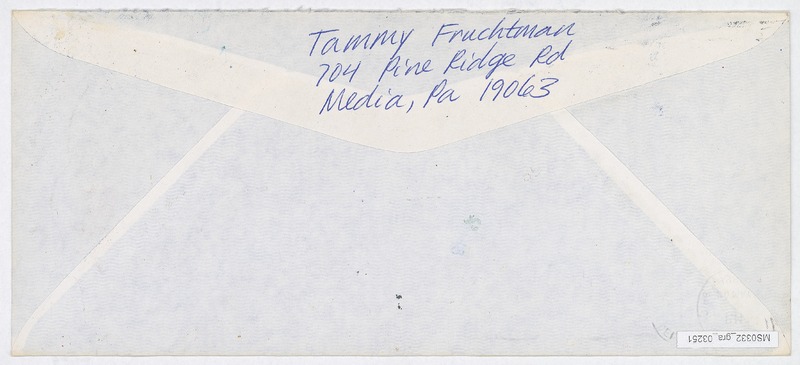 Tammy Fruchtman
704 Pine Ridge Rd
Media, Pa 19063
MS0332_gra_03251